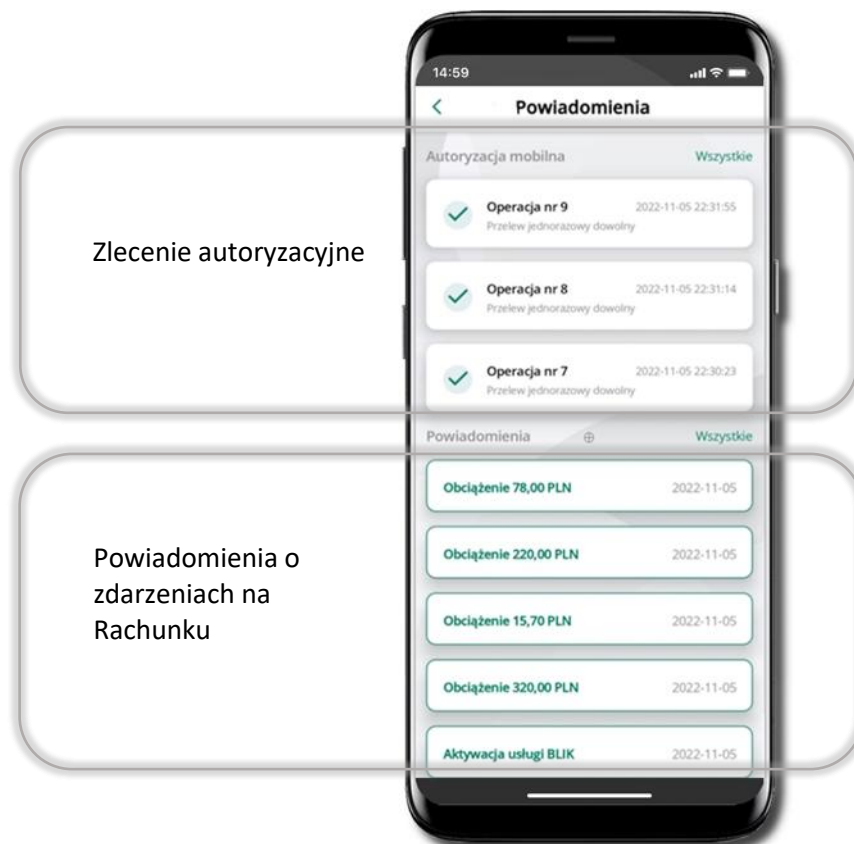 14:59
Powiadomienia
Autoryzacja mobilna Wszystkie
Operacja nr 9 2022-11-05 22:31:55
Przelew jednorazowy dowolny
Zlecenie autoryzacyjne
Operacja nr 8 2022-11-05 22:31:14
Przelew jednorazowy dowolny
Operacja nr 7 2022-11-05 22:30:23
Przelew jednorazowy dowolny
Powiadomienia Wszystkie
Obciążenie 78,00 PLN 2022-11-05
Powiadomienia o
zdarzeniach na
Rachunku
Obciążenie 220,00 PLN 2022-11-05
Obciążenie 15,70 PLN 2022-11-05
Obciążenie 320,00 PLN 2022-11-05
Aktywacja usługi BLIK 2022-11-05